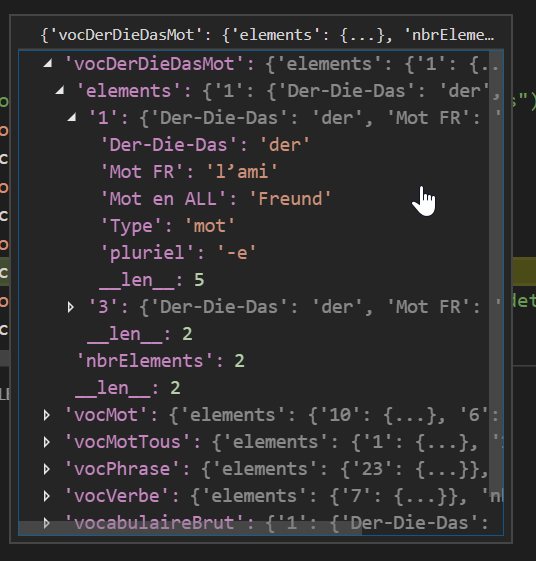 {'vocDerDieDasMot': {'elements': {...}, 'nbrEleme…
'vocDerDieDasMot': {'elements': {'1': {..
'elements': {'1': {'Der-Die-Das': 'der',
'1': {'Der-Die-Das': 'der', 'Mot FR': '
'Der-Die-Das': 'der'
'Mot FR': 'l’ami'
'Mot en ALL': 'Freund'
'Type': 'mot'
'pluriel': '-e'
__len__: 5
'3': {'Der-Die-Das': 'der', 'Mot FR': '
__len__: 2
'nbrElements': 2
__len__: 2
'vocMot': {'elements': {'10': {...}, '6':
'vocMotTous': {'elements': {'1': {...},
'vocPhrase': {'elements': {'23': {...}},
'vocVerbe': {'elements': {'7': {...}}, 'n
'vocabulaireBrut': {'1': {'Der-Die-Das':